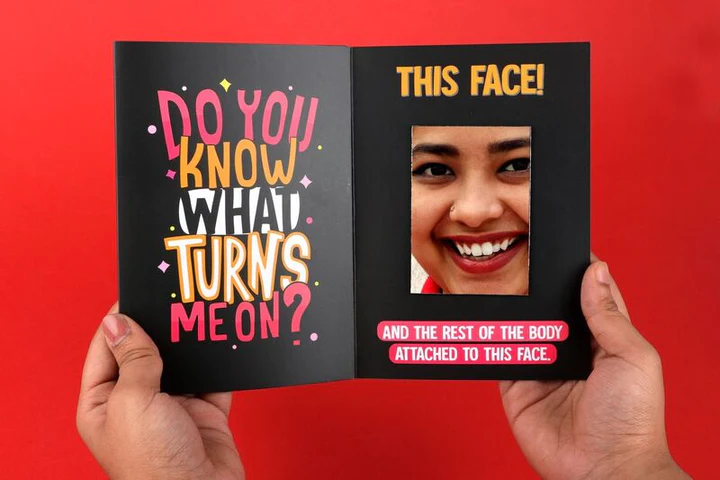 DO YOU
KNOW
WHAT
TURNS
ME ON?
THIS FACE!
AND THE REST OF THE BODY
ATTACHED TO THIS FACE.